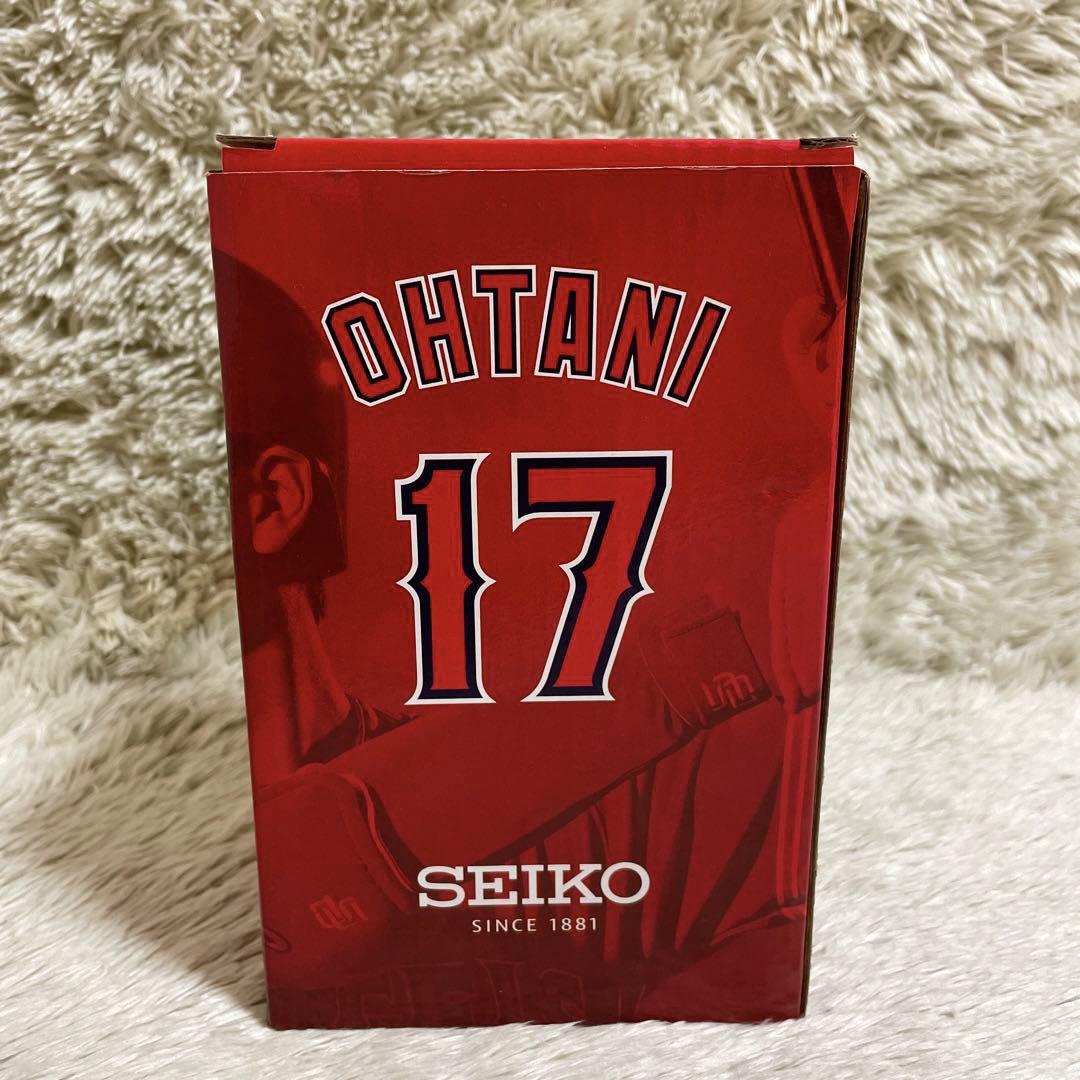 OHTANI
17
SEIKO
SINCE 1881